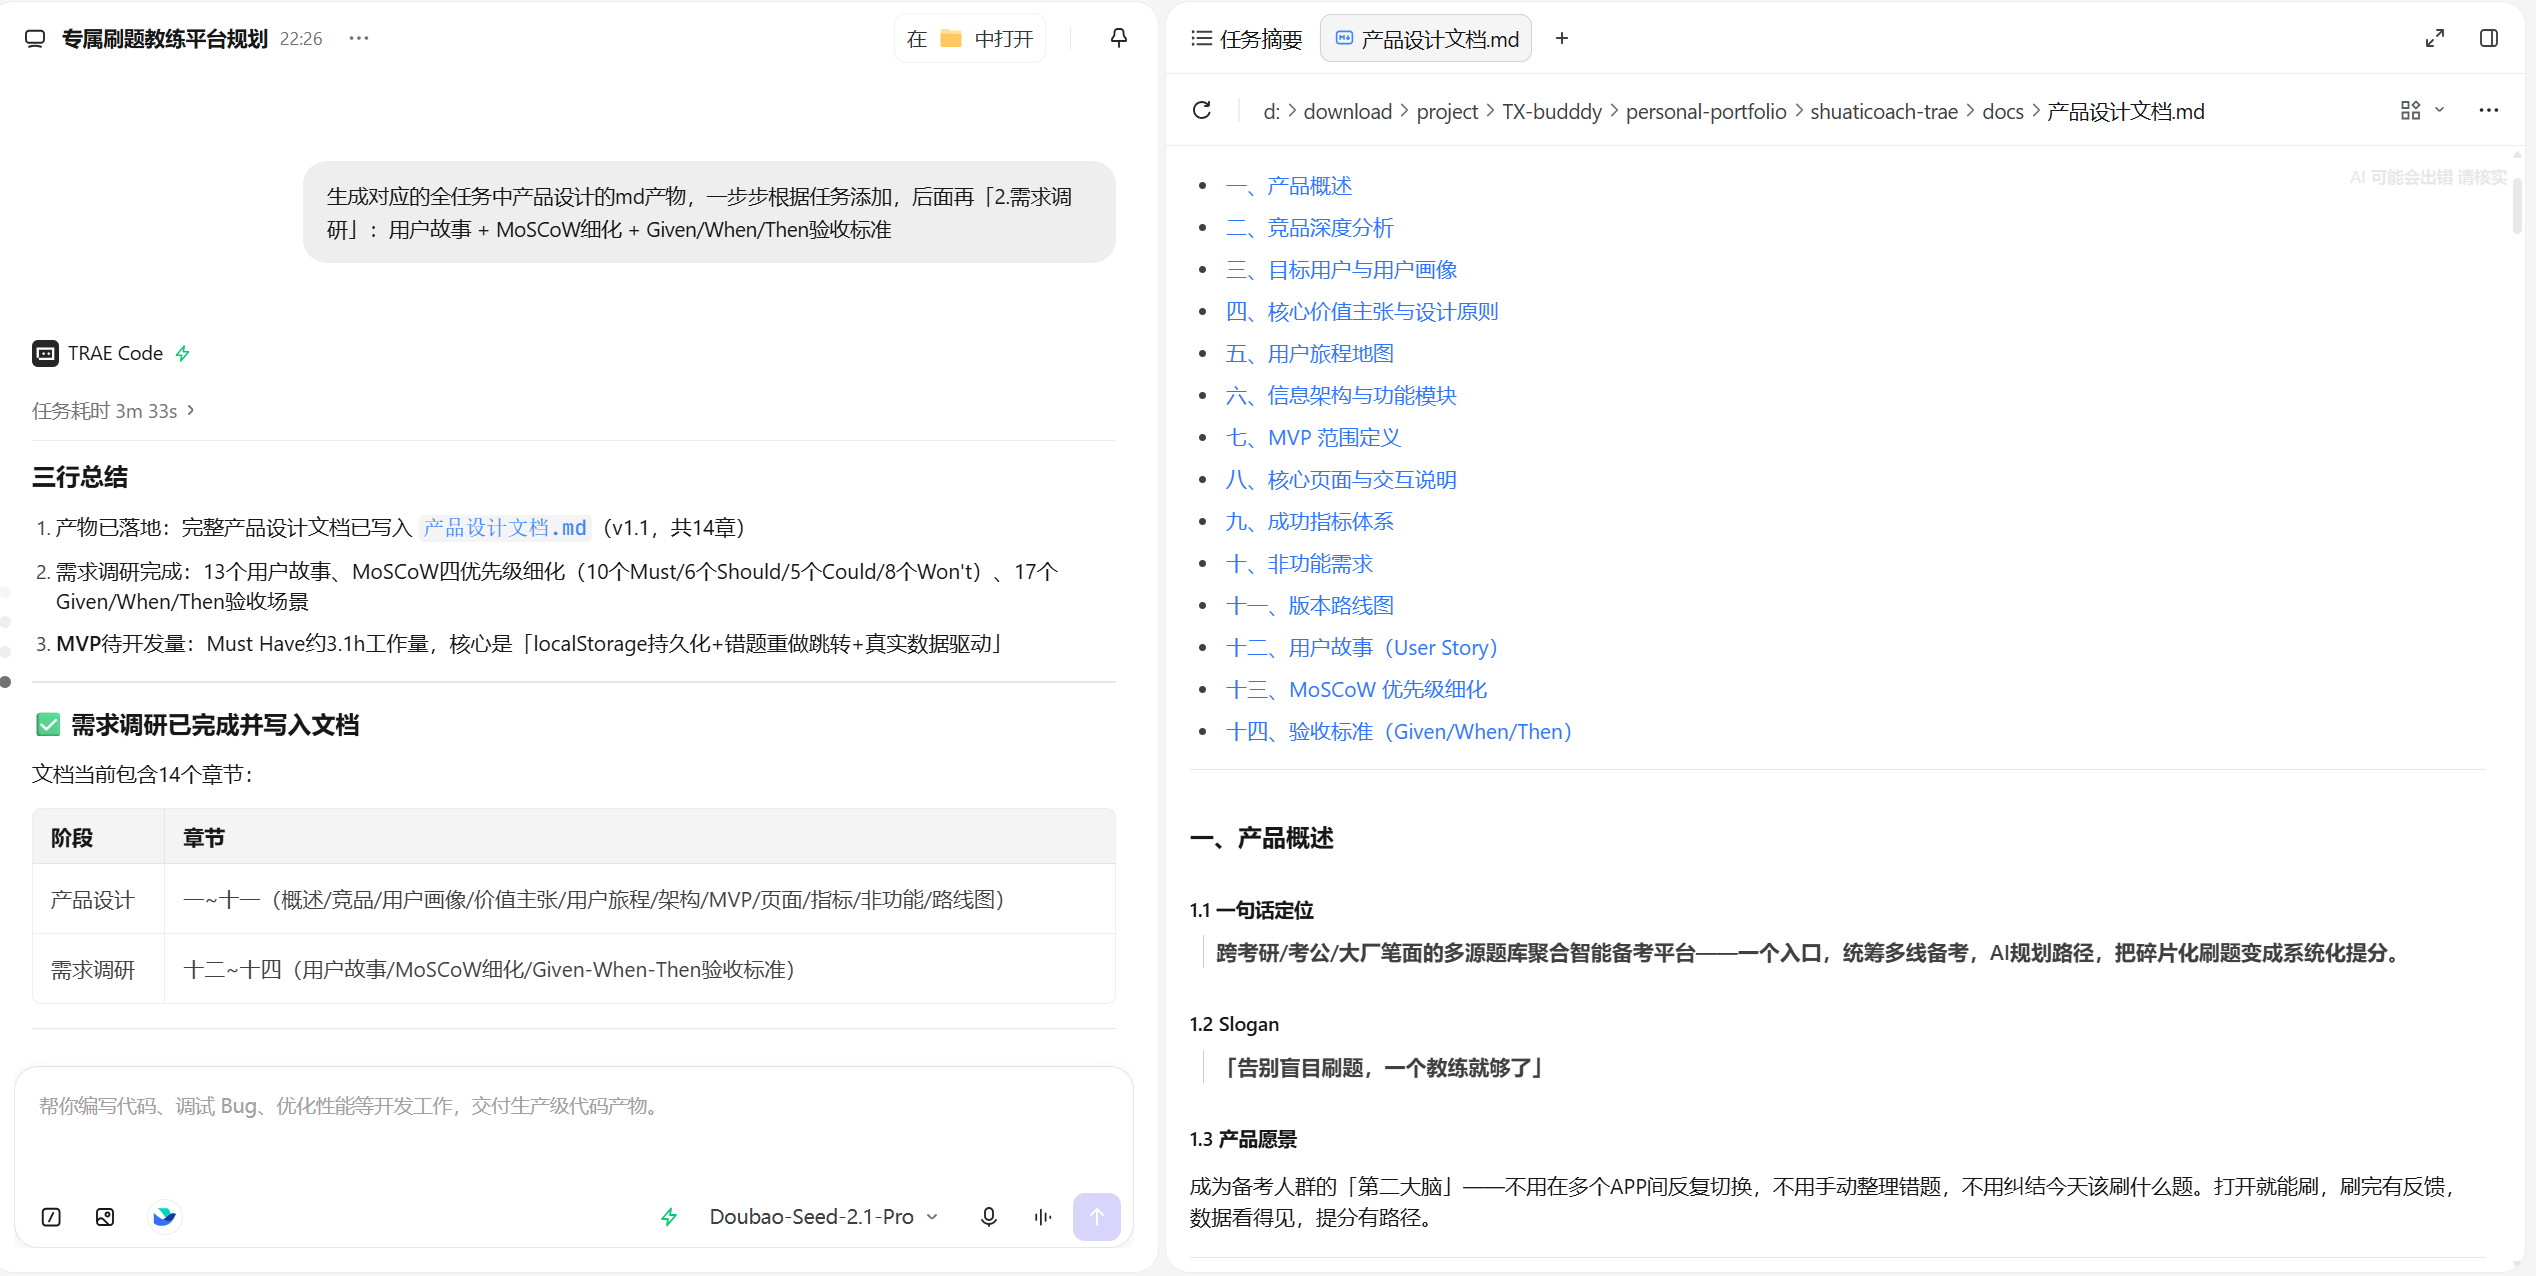 专属刷题教练平台规划 22:26 ···
在 中打开
生成对应的全任务中产品设计的md产物，一步步根据任务添加，后面再「2.需求调
研」：用户故事 + MoSCoW细化 + Given/When/Then验收标准
TRAE Code
任务耗时 3m 33s
三行总结
1. 产物已落地：完整产品设计文档已写入 产品设计文档.md（v1.1，共14章）
2. 需求调研完成：13个用户故事、MoSCoW四优先级细化（10个Must/6个Should/5个Could/8个Won't）、17个
Given/When/Then验收场景
3. MVP待开发量：Must Have约3.1h工作量，核心是「localStorage持久化+错题重做跳转+真实数据驱动」
✅ 需求调研已完成并写入文档
文档当前包含14个章节：
阶段 章节
产品设计 一~十一（概述/竞品/用户画像/价值主张/用户旅程/架构/MVP/页面/指标/非功能/路线图）
需求调研 十二~十四（用户故事/MoSCoW细化/Given-When-Then验收标准）
帮你编写代码、调试 Bug、优化性能等开发工作，交付生产级代码产物。
Doubao-Seed-2.1-Pro
任务摘要 产品设计文档.md +
d: > download > project > TX-budddy > personal-portfolio > shuaticoach-trae > docs > 产品设计文档.md
AI 可能会出错 请核实
• 一、产品概述
• 二、竞品深度分析
• 三、目标用户与用户画像
• 四、核心价值主张与设计原则
• 五、用户旅程地图
• 六、信息架构与功能模块
• 七、MVP 范围定义
• 八、核心页面与交互说明
• 九、成功指标体系
• 十、非功能需求
• 十一、版本路线图
• 十二、用户故事（User Story）
• 十三、MoSCoW 优先级细化
• 十四、验收标准（Given/When/Then）
一、产品概述
1.1 一句话定位
跨考研/考公/大厂笔面的多源题库聚合智能备考平台——一个入口，统筹多线备考，AI规划路径，把碎片化刷题变成系统化提分。
1.2 Slogan
「告别盲目刷题，一个教练就够了」
1.3 产品愿景
成为备考人群的「第二大脑」——不用在多个APP间反复切换，不用手动整理错题，不用纠结今天该刷什么题。打开就能刷，刷完有反馈，
数据看得见，提分有路径。